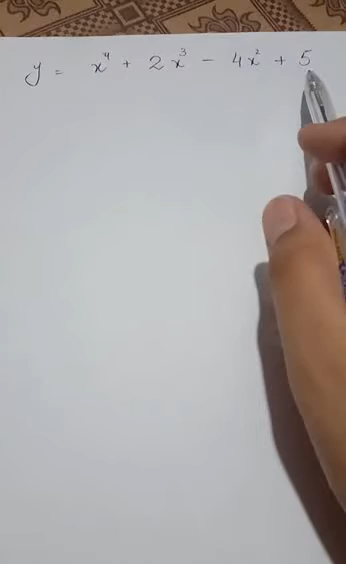 y = x⁴ + 2x³ - 4x² + 5